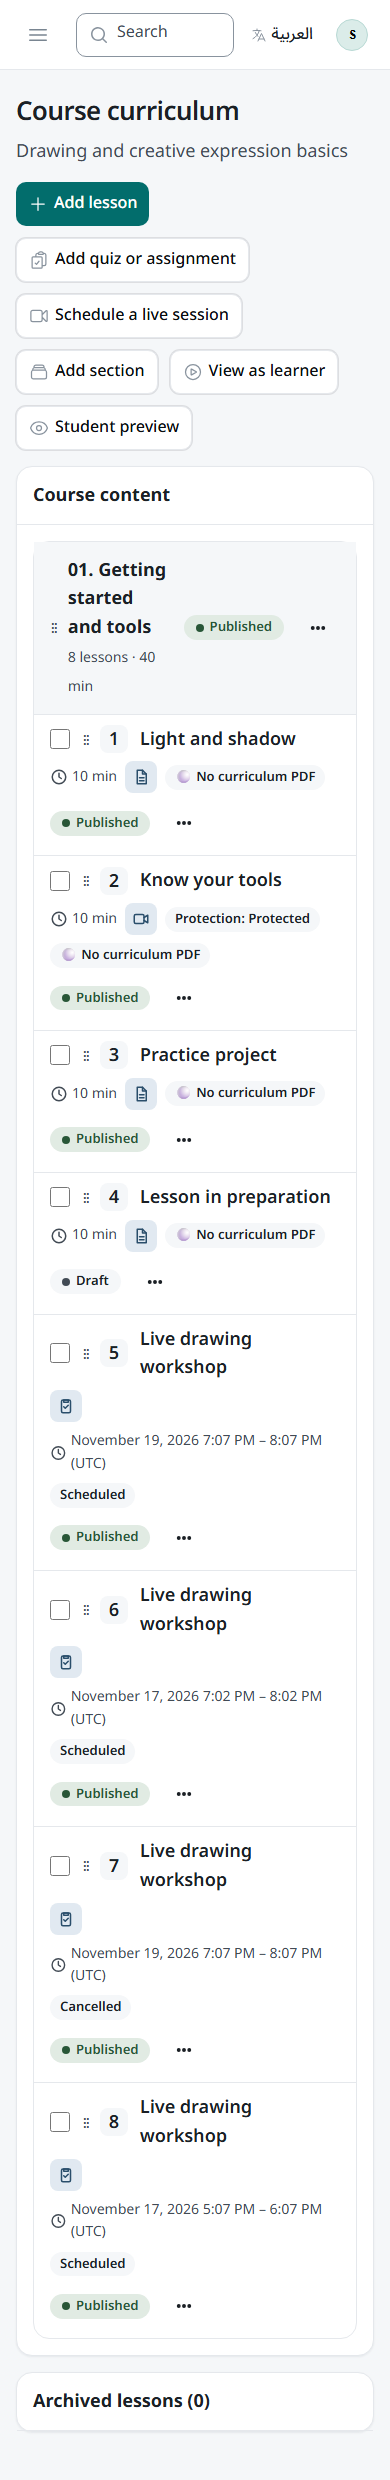 Search
العربية
S
Course curriculum
Drawing and creative expression basics
Add lesson
Add quiz or assignment
Schedule a live session
Add section
View as learner
Student preview
Course content
01. Getting
started
and tools
8 lessons · 40
min
Published
1 Light and shadow
10 min No curriculum PDF
Published
2 Know your tools
10 min Protection: Protected
No curriculum PDF
Published
3 Practice project
10 min No curriculum PDF
Published
4 Lesson in preparation
10 min No curriculum PDF
Draft
5 Live drawing
workshop
November 19, 2026 7:07 PM – 8:07 PM
(UTC)
Scheduled
Published
6 Live drawing
workshop
November 17, 2026 7:02 PM – 8:02 PM
(UTC)
Scheduled
Published
7 Live drawing
workshop
November 19, 2026 7:07 PM – 8:07 PM
(UTC)
Cancelled
Published
8 Live drawing
workshop
November 17, 2026 5:07 PM – 6:07 PM
(UTC)
Scheduled
Published
Archived lessons (0)